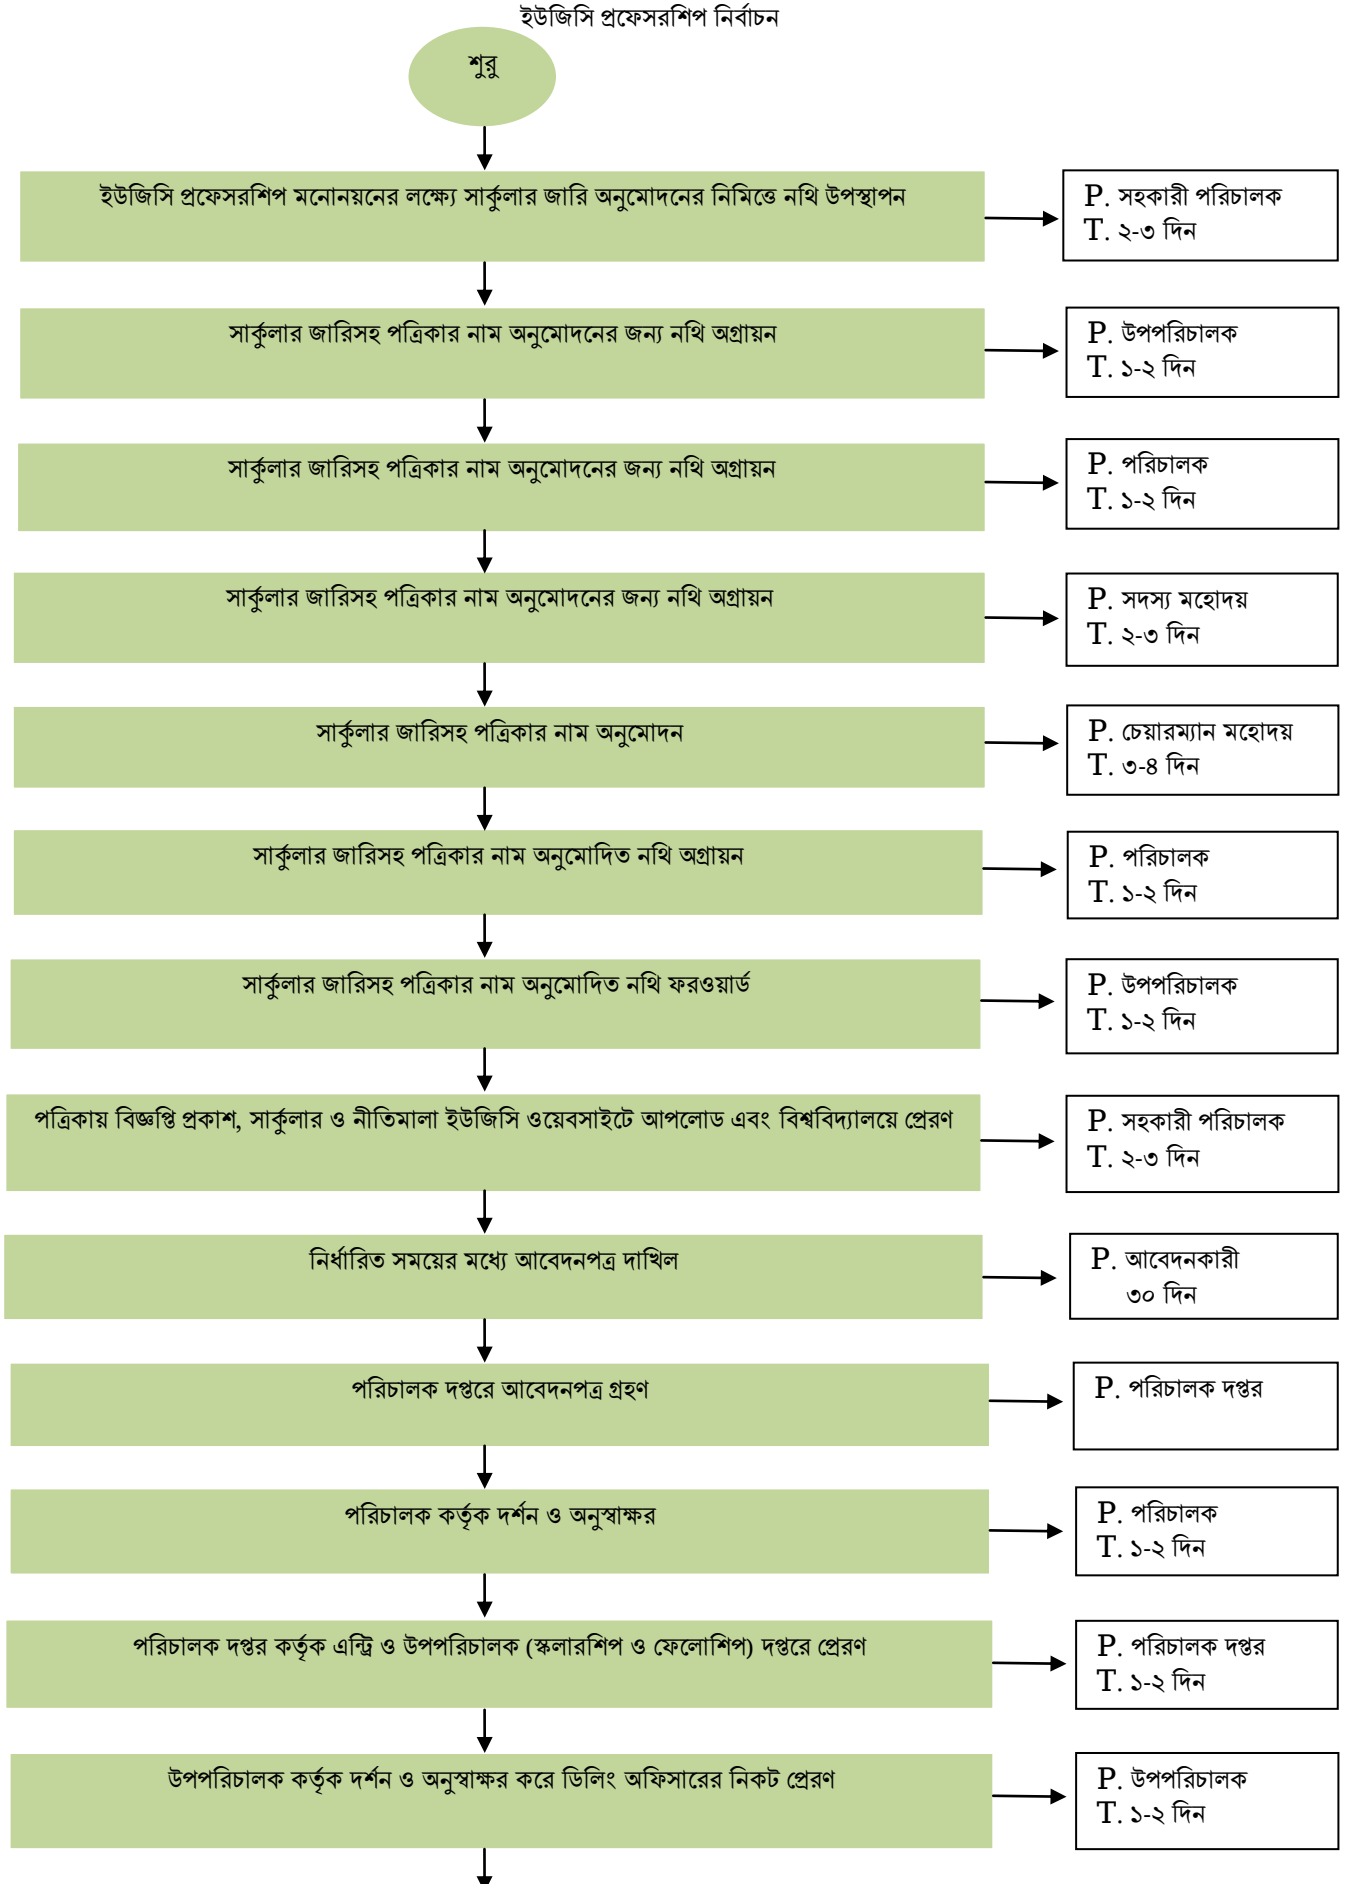 ইউজিসি প্রফেসরশিপ নির্বাচন
শুরু
ইউজিসি প্রফেসরশিপ মনোনয়নের লক্ষ্যে সার্কুলার জারি অনুমোদনের নিমিত্তে নথি উপস্থাপন
P. সহকারী পরিচালক
T. ২-৩ দিন
সার্কুলার জারিসহ পত্রিকার নাম অনুমোদনের জন্য নথি অগ্রায়ন
P. উপপরিচালক
T. ১-২ দিন
সার্কুলার জারিসহ পত্রিকার নাম অনুমোদনের জন্য নথি অগ্রায়ন
P. পরিচালক
T. ১-২ দিন
সার্কুলার জারিসহ পত্রিকার নাম অনুমোদনের জন্য নথি অগ্রায়ন
P. সদস্য মহোদয়
T. ২-৩ দিন
সার্কুলার জারিসহ পত্রিকার নাম অনুমোদন
P. চেয়ারম্যান মহোদয়
T. ৩-৪ দিন
সার্কুলার জারিসহ পত্রিকার নাম অনুমোদিত নথি অগ্রায়ন
P. পরিচালক
T. ১-২ দিন
সার্কুলার জারিসহ পত্রিকার নাম অনুমোদিত নথি ফরওয়ার্ড
P. উপপরিচালক
T. ১-২ দিন
পত্রিকায় বিজ্ঞপ্তি প্রকাশ, সার্কুলার ও নীতিমালা ইউজিসি ওয়েবসাইটে আপলোড এবং বিশ্ববিদ্যালয়ে প্রেরণ
P. সহকারী পরিচালক
T. ২-৩ দিন
নির্ধারিত সময়ের মধ্যে আবেদনপত্র দাখিল
P. আবেদনকারী
৩০ দিন
পরিচালক দপ্তরে আবেদনপত্র গ্রহণ
P. পরিচালক দপ্তর
পরিচালক কর্তৃক দর্শন ও অনুস্বাক্ষর
P. পরিচালক
T. ১-২ দিন
পরিচালক দপ্তর কর্তৃক এন্ট্রি ও উপপরিচালক (স্কলারশিপ ও ফেলোশিপ) দপ্তরে প্রেরণ
P. পরিচালক দপ্তর
T. ১-২ দিন
উপপরিচালক কর্তৃক দর্শন ও অনুস্বাক্ষর করে ডিলিং অফিসারের নিকট প্রেরণ
P. উপপরিচালক
T. ১-২ দিন